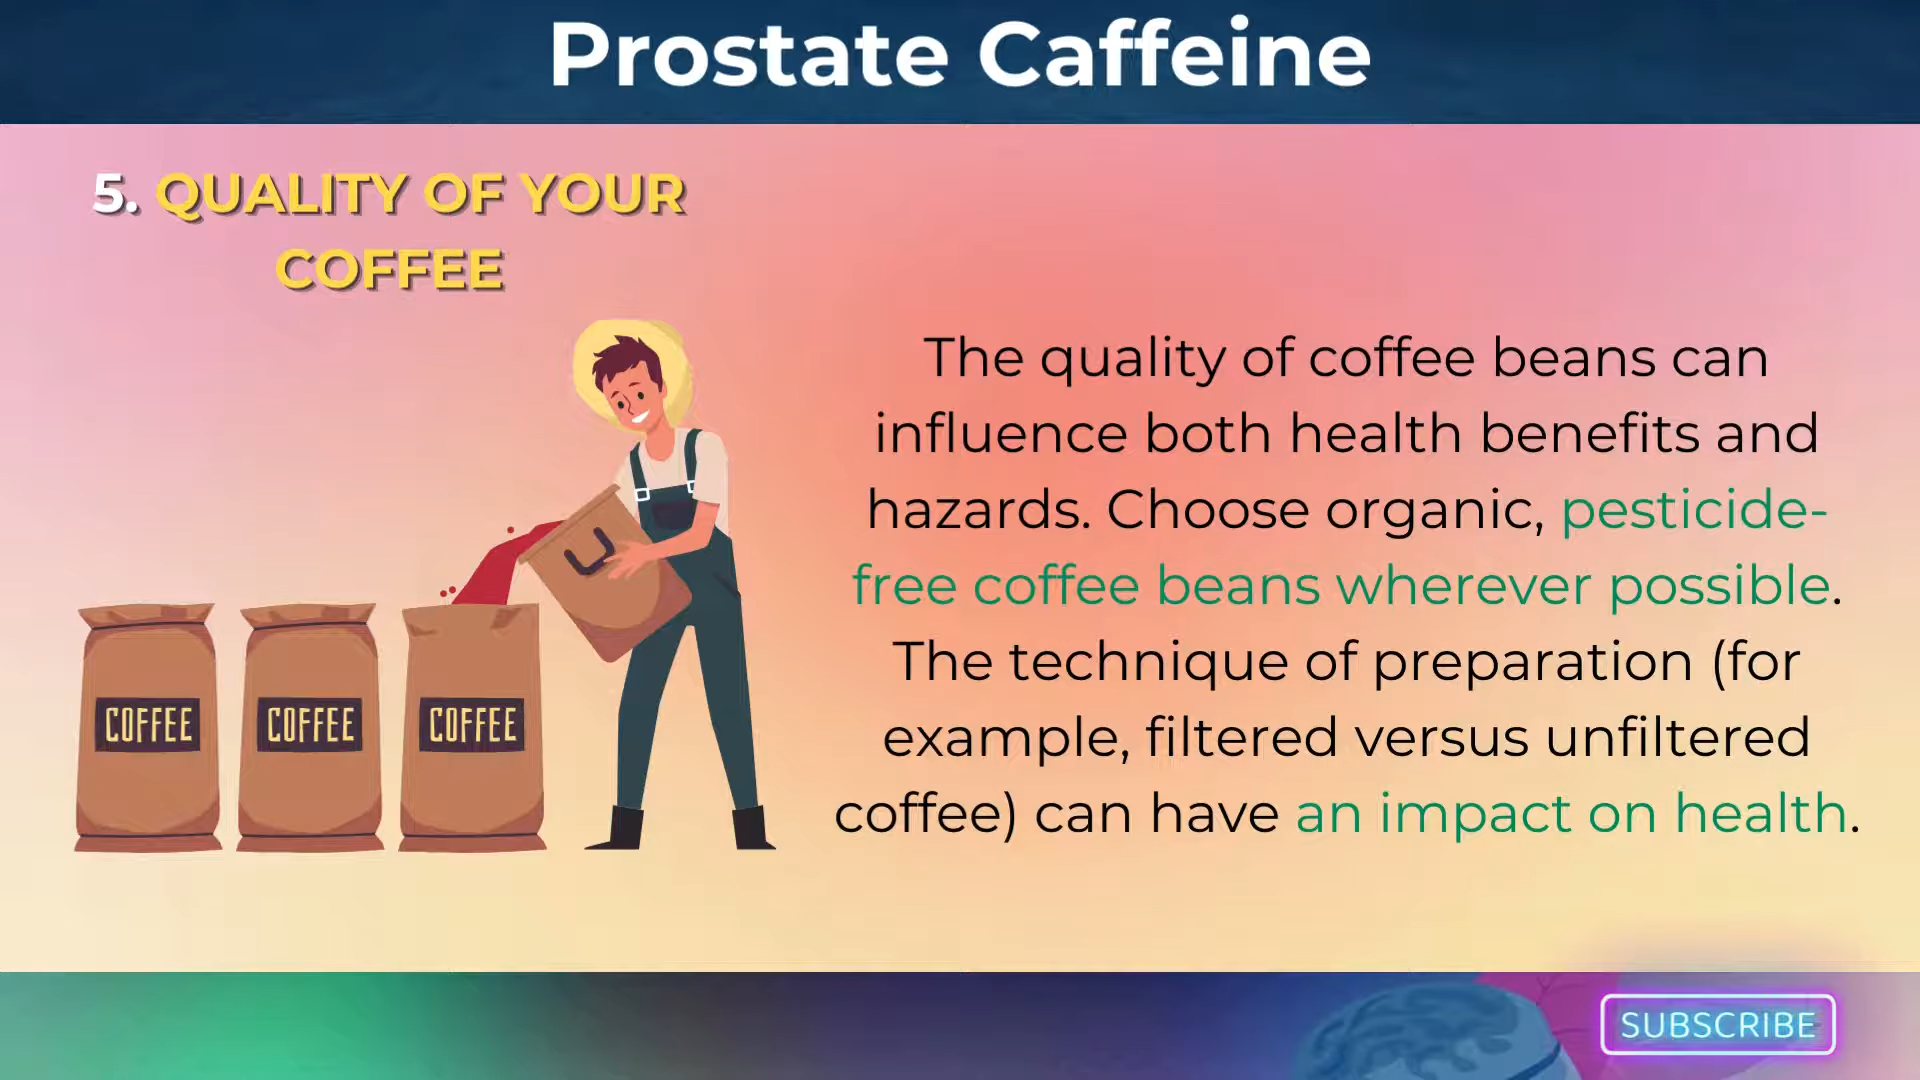 Prostate Caffeine
5. QUALITY OF YOUR
COFFEE
The quality of coffee beans can
influence both health benefits and
hazards. Choose organic, pesticide-
free coffee beans wherever possible.
The technique of preparation (for
example, filtered versus unfiltered
coffee) can have an impact on health.
COFFEE
COFFEE
COFFEE
SUBSCRIBE